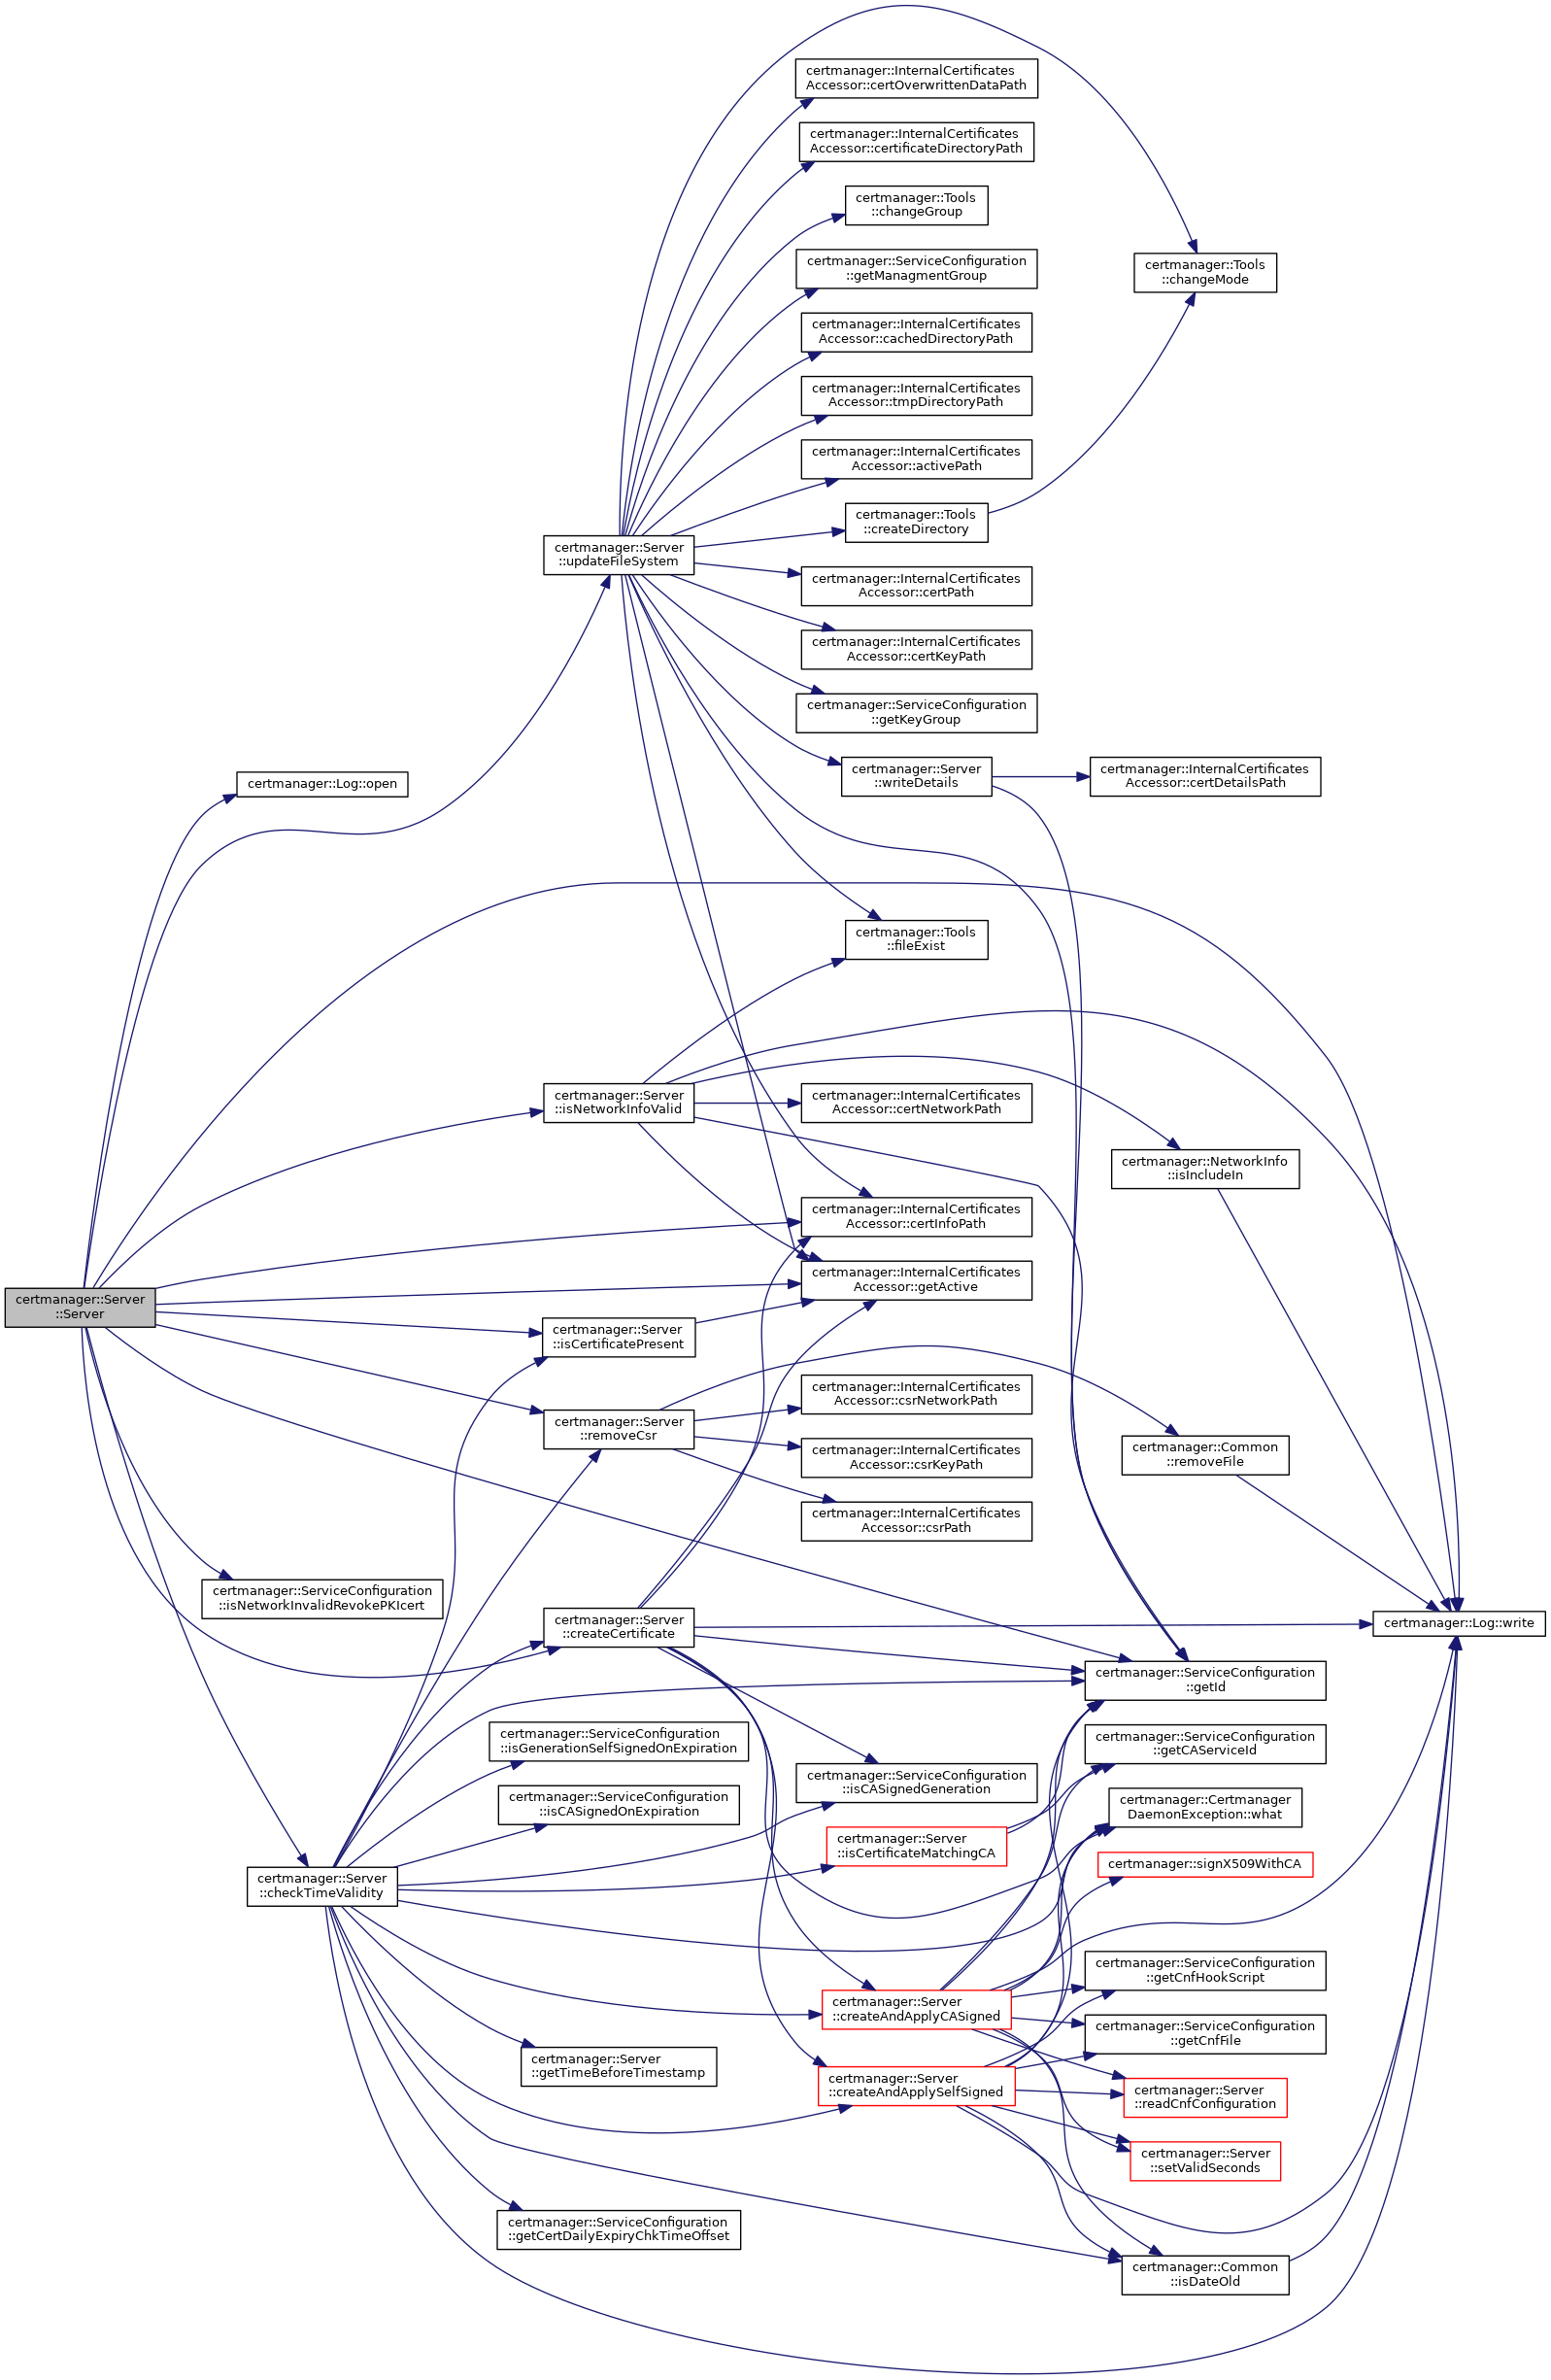 certmanager::InternalCertificates
Accessor::certOverwrittenDataPath
certmanager::InternalCertificates
Accessor::certificateDirectoryPath
certmanager::Tools
::changeGroup
certmanager::ServiceConfiguration
::getManagmentGroup
certmanager::Tools
::changeMode
certmanager::InternalCertificates
Accessor::cachedDirectoryPath
certmanager::InternalCertificates
Accessor::tmpDirectoryPath
certmanager::InternalCertificates
Accessor::activePath
certmanager::Tools
::createDirectory
certmanager::Server
::updateFileSystem
certmanager::InternalCertificates
Accessor::certPath
certmanager::InternalCertificates
Accessor::certKeyPath
certmanager::ServiceConfiguration
::getKeyGroup
certmanager::Server
::writeDetails
certmanager::InternalCertificates
Accessor::certDetailsPath
certmanager::Log::open
certmanager::Tools
::fileExist
certmanager::Server
::isNetworkInfoValid
certmanager::InternalCertificates
Accessor::certNetworkPath
certmanager::NetworkInfo
::isIncludeIn
certmanager::InternalCertificates
Accessor::certInfoPath
certmanager::InternalCertificates
Accessor::getActive
certmanager::Server
::Server
certmanager::Server
::isCertificatePresent
certmanager::InternalCertificates
Accessor::csrNetworkPath
certmanager::Server
::removeCsr
certmanager::Common
::removeFile
certmanager::InternalCertificates
Accessor::csrKeyPath
certmanager::InternalCertificates
Accessor::csrPath
certmanager::ServiceConfiguration
::isNetworkInvalidRevokePKIcert
certmanager::Server
::createCertificate
certmanager::Log::write
certmanager::ServiceConfiguration
::getId
certmanager::ServiceConfiguration
::isGenerationSelfSignedOnExpiration
certmanager::ServiceConfiguration
::getCAServiceId
certmanager::ServiceConfiguration
::isCASignedGeneration
certmanager::ServiceConfiguration
::isCASignedOnExpiration
certmanager::Certmanager
DaemonException::what
certmanager::Server
::isCertificateMatchingCA
certmanager::signX509WithCA
certmanager::Server
::checkTimeValidity
certmanager::ServiceConfiguration
::getCnfHookScript
certmanager::Server
::createAndApplyCASigned
certmanager::ServiceConfiguration
::getCnfFile
certmanager::Server
::getTimeBeforeTimestamp
certmanager::Server
::createAndApplySelfSigned
certmanager::Server
::readCnfConfiguration
certmanager::Server
::setValidSeconds
certmanager::ServiceConfiguration
::getCertDailyExpiryChkTimeOffset
certmanager::Common
::isDateOld